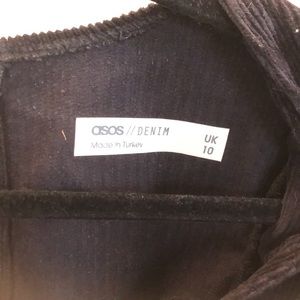 asos // DENIM
Made in Turkey
UK
10